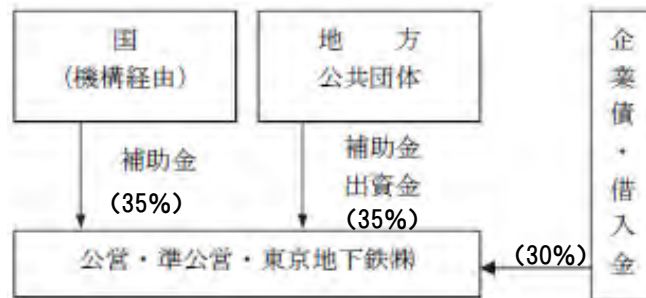 国
(機構経由)
地 方
公共団体
企業債・借入金
補助金
(35%)
補助金
出資金
(35%)
(30%)
公営・準公営・東京地下鉄㈱